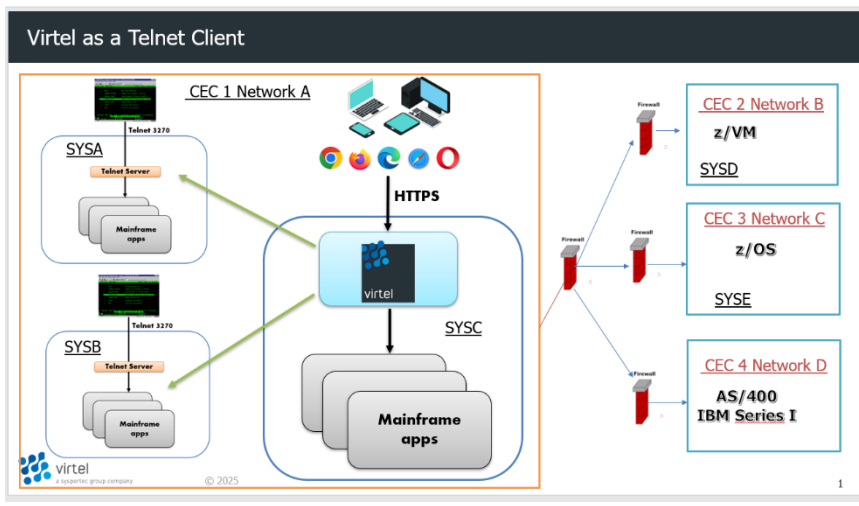 Virtel as a Telnet Client
CEC 1 Network A
Telnet 3270
SYSA
Telnet Server
Mainframe
apps
HTTPS
virtel
SYSC
Mainframe
apps
Telnet 3270
SYSB
Telnet Server
Mainframe
apps
Firewall
Firewall
Firewall
Firewall
CEC 2 Network B
z/VM
SYSD
CEC 3 Network C
z/OS
SYSE
CEC 4 Network D
AS/400
IBM Series I
virtel
a syspertec group company
© 2025
1